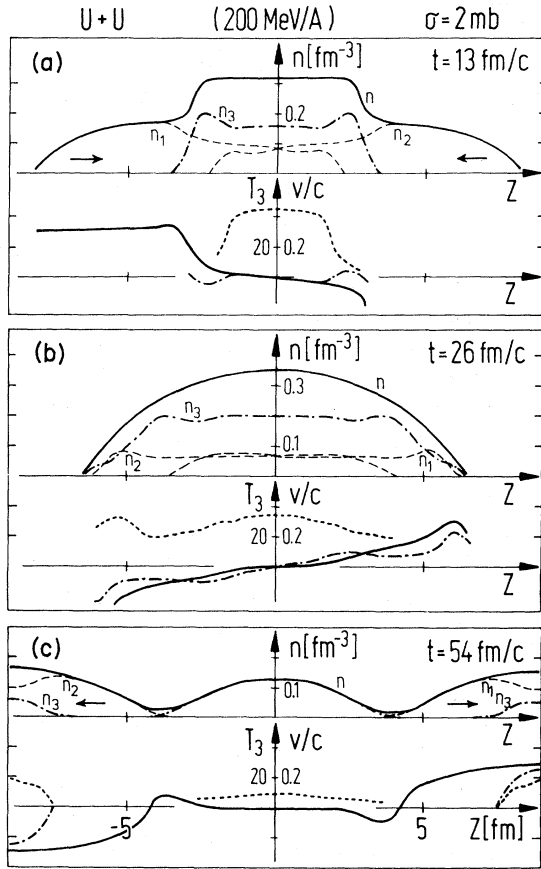 U + U (200 MeV/A) σ = 2 mb
(a) n[fm⁻³] t = 13 fm/c
n₃ 0.2 n
n₁ n₂
Z
T₃ v/c
20 0.2
Z
(b) n[fm⁻³] t = 26 fm/c
0.3 n
n₃
n₂ 0.1 n₁
Z
T₃ v/c
20 0.2
Z
(c) n[fm⁻³] t = 54 fm/c
n₂ n n₁
n₃ 0.1 n₃
Z
T₃ v/c
20 0.2
-5 5 Z[fm]